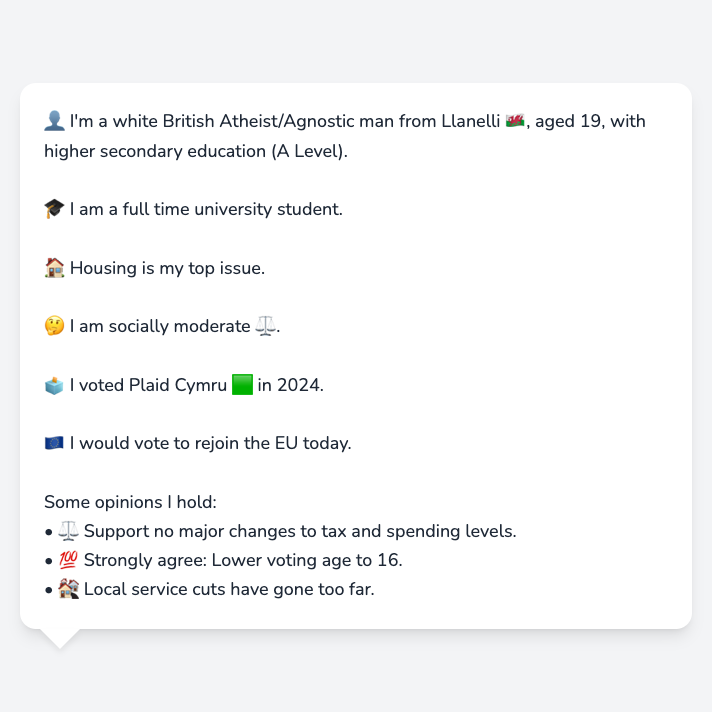 👤 I'm a white British Atheist/Agnostic man from Llanelli 🏴󠁧󠁢󠁷󠁬󠁳󠁿, aged 19, with
higher secondary education (A Level).
🎓 I am a full time university student.
🏠 Housing is my top issue.
🤔 I am socially moderate ⚖️.
🗳️ I voted Plaid Cymru 🟩 in 2024.
🇪🇺 I would vote to rejoin the EU today.
Some opinions I hold:
• ⚖️ Support no major changes to tax and spending levels.
• 💯 Strongly agree: Lower voting age to 16.
• 🏘️ Local service cuts have gone too far.